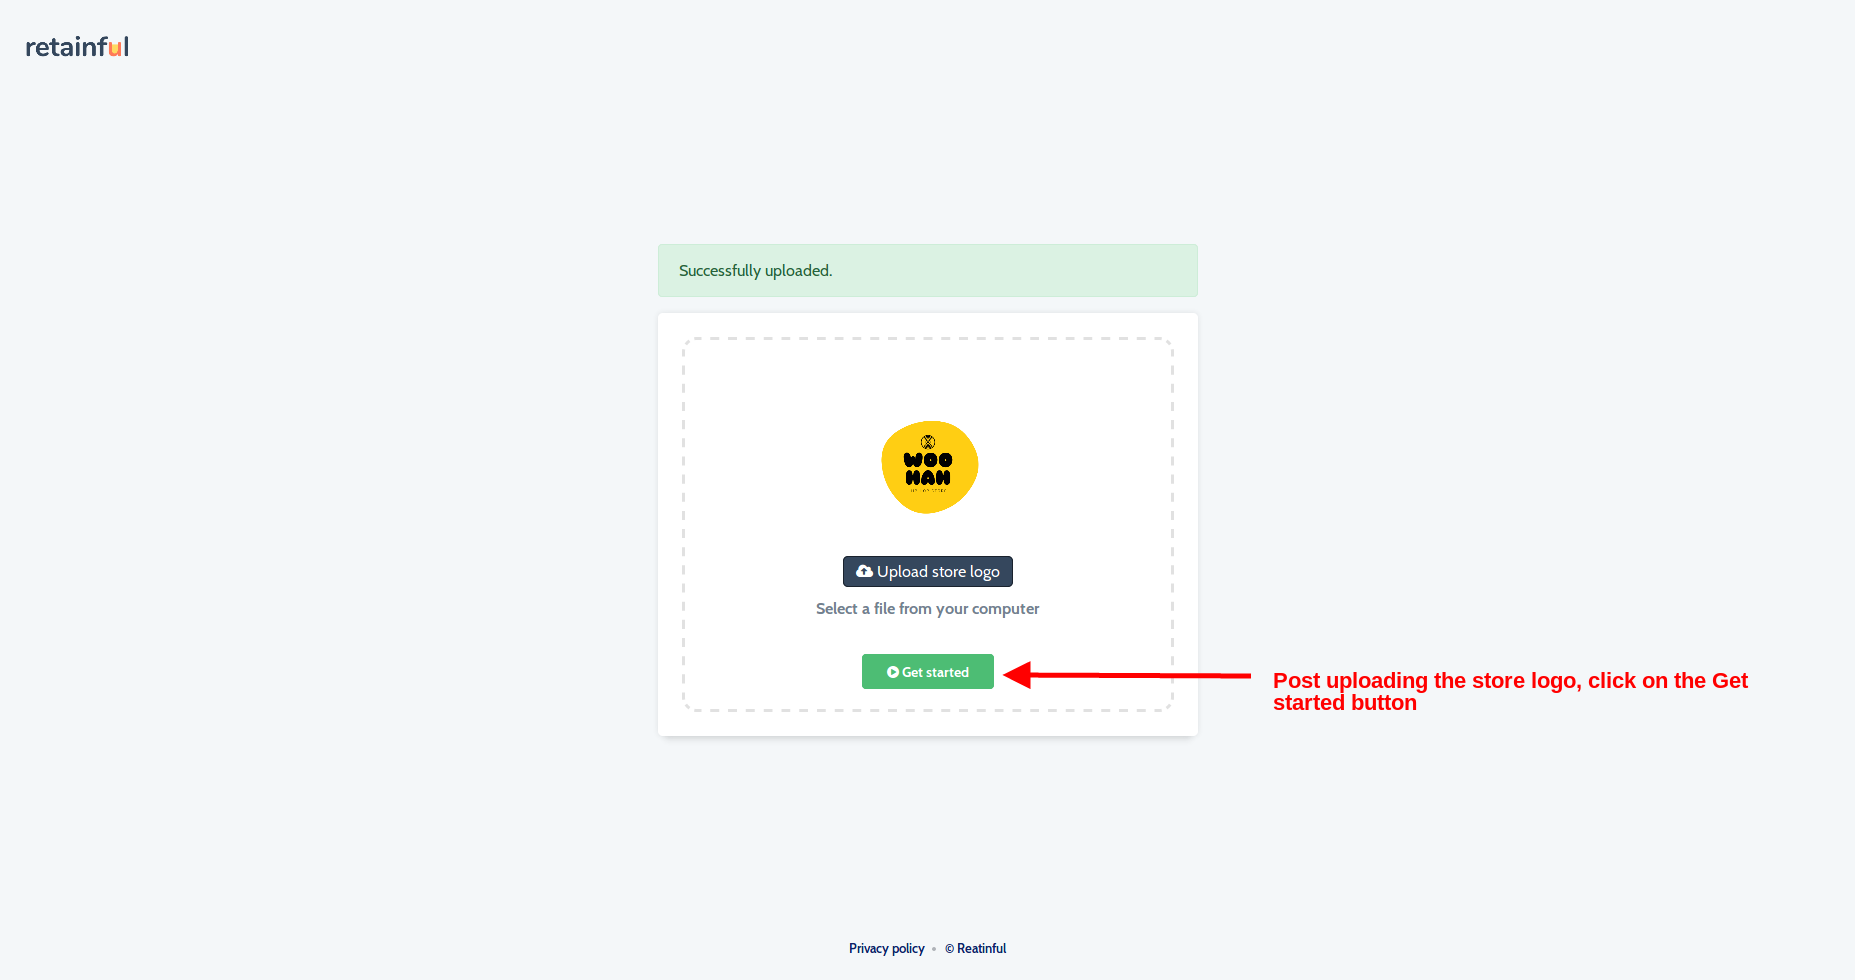 retainful
Successfully uploaded.
WOO
HAH
Upload store logo
Select a file from your computer
Get started
Post uploading the store logo, click on the Get
started button
Privacy policy • © Reatinful